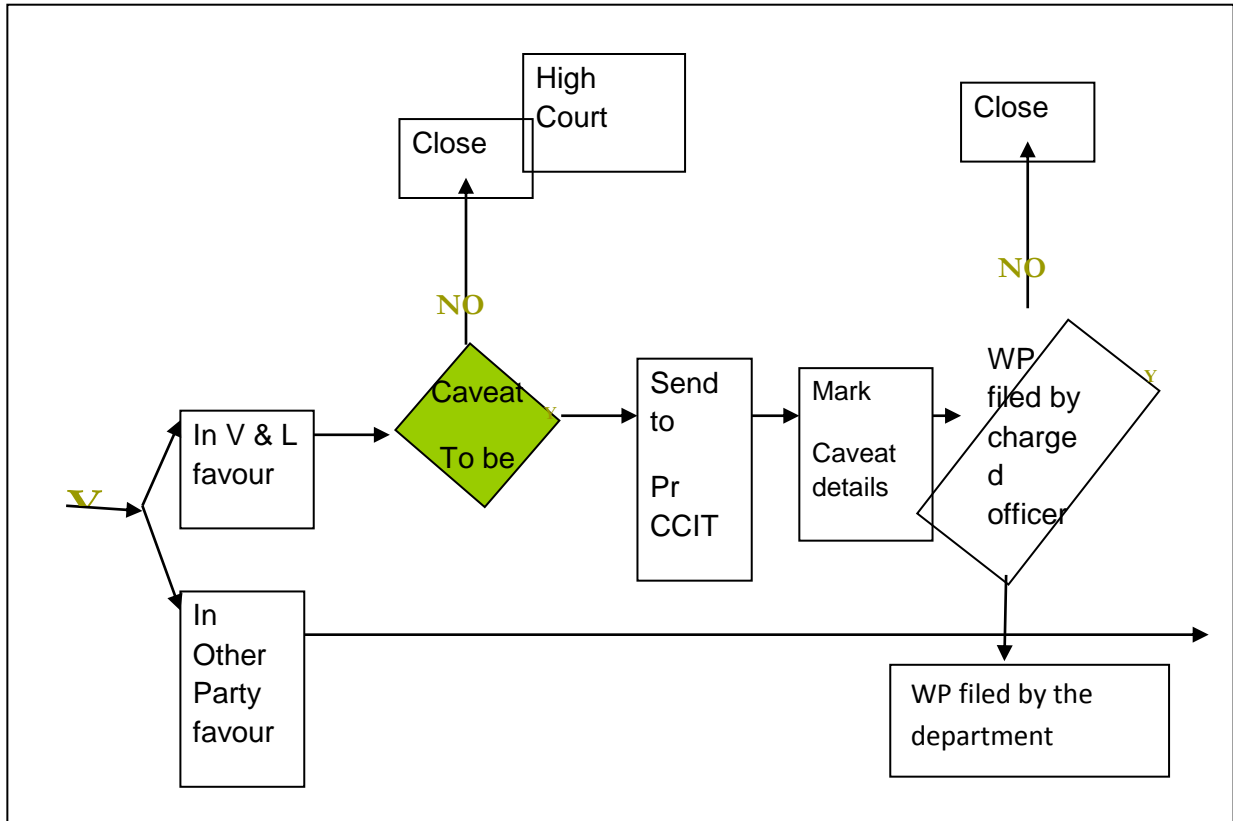 High
Court
Close
Close
NO
NO
Caveat
To be
Y
In V & L
favour
Y
Send
to
Pr
CCIT
Mark
Caveat
details
WP
filed by
charge
d
officer
Y
In
Other
Party
favour
WP filed by the
department